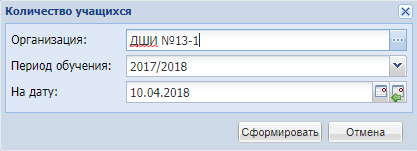 Количество учащихся
Организация: ДШИ №13-1
Период обучения: 2017/2018
На дату: 10.04.2018
Сформировать Отмена